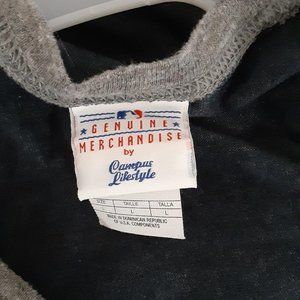 GENUINE
MERCHANDISE
by
Campus
Lifestyle
SIZE TAILLE TALLA
L L L
MADE IN DOMINICAN REPUBLIC
OF U.S.A. COMPONENTS